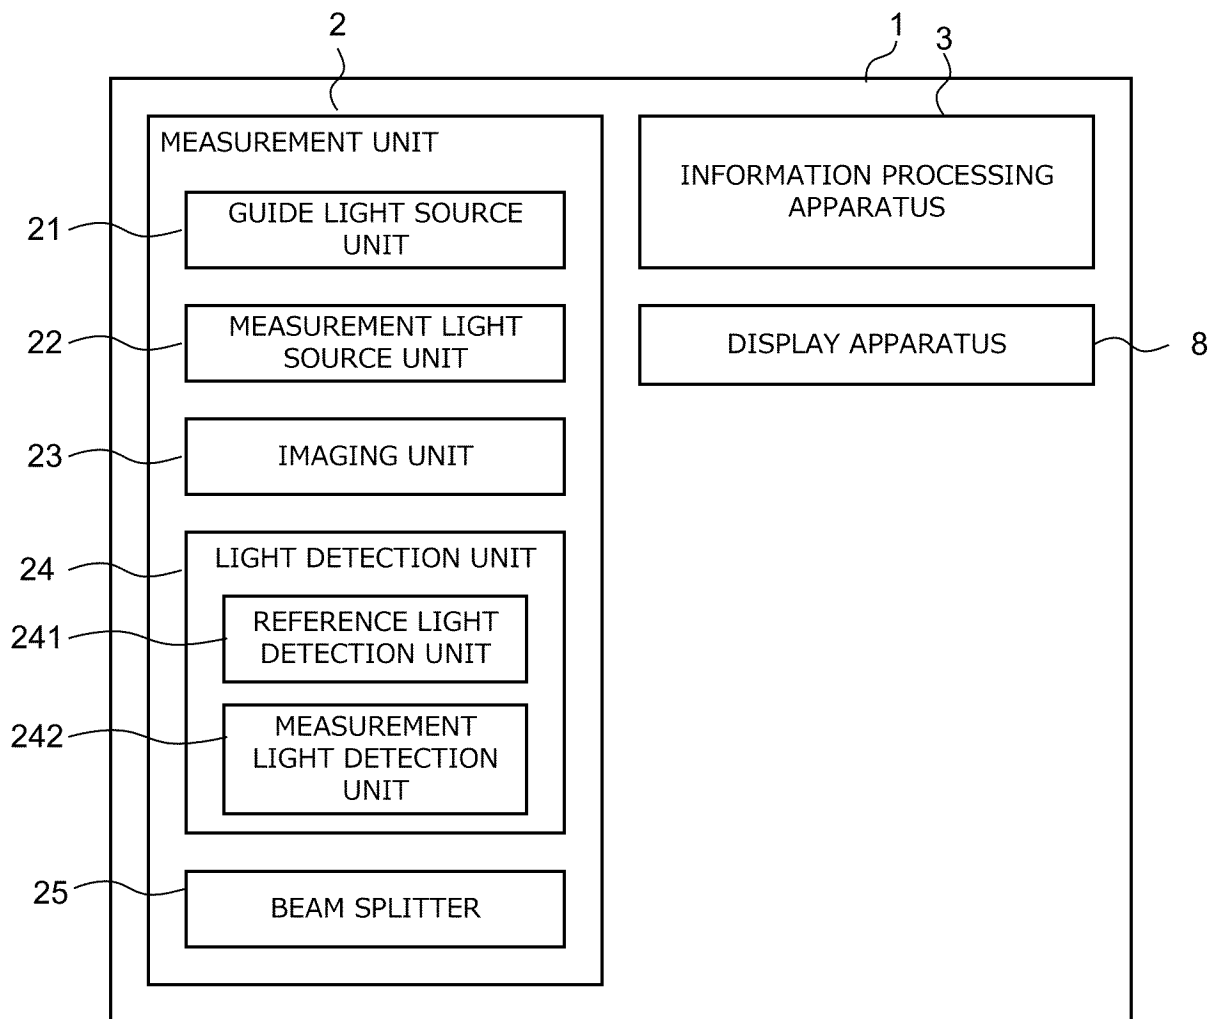 2
1
3
MEASUREMENT UNIT
INFORMATION PROCESSING
APPARATUS
21
GUIDE LIGHT SOURCE
UNIT
22
MEASUREMENT LIGHT
SOURCE UNIT
DISPLAY APPARATUS
8
23
IMAGING UNIT
24
LIGHT DETECTION UNIT
241
REFERENCE LIGHT
DETECTION UNIT
242
MEASUREMENT
LIGHT DETECTION
UNIT
25
BEAM SPLITTER